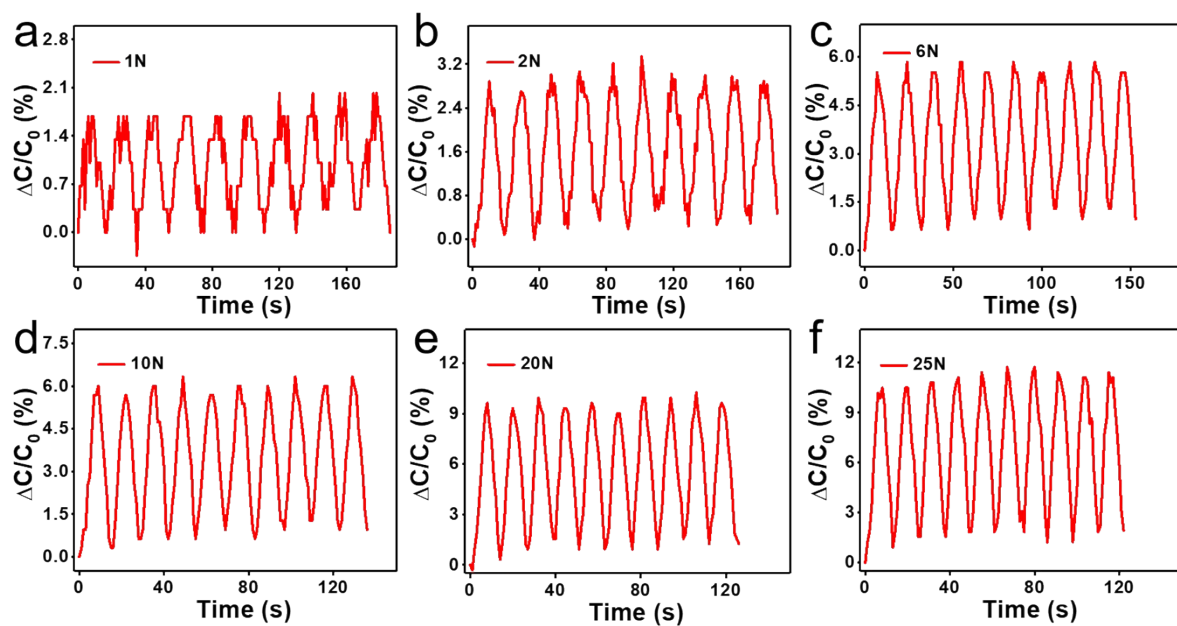 a
1N
2.8
2.1
1.4
0.7
0.0
ΔC/C₀ (%)
0 40 80 120 160
Time (s)
b
2N
3.2
2.4
1.6
0.8
0.0
ΔC/C₀ (%)
0 40 80 120 160
Time (s)
c
6N
6.0
4.5
3.0
1.5
0.0
ΔC/C₀ (%)
0 50 100 150
Time (s)
d
10N
7.5
6.0
4.5
3.0
1.5
0.0
ΔC/C₀ (%)
0 40 80 120
Time (s)
e
20N
12
9
6
3
0
ΔC/C₀ (%)
0 40 80 120
Time (s)
f
25N
12
9
6
3
0
ΔC/C₀ (%)
0 40 80 120
Time (s)